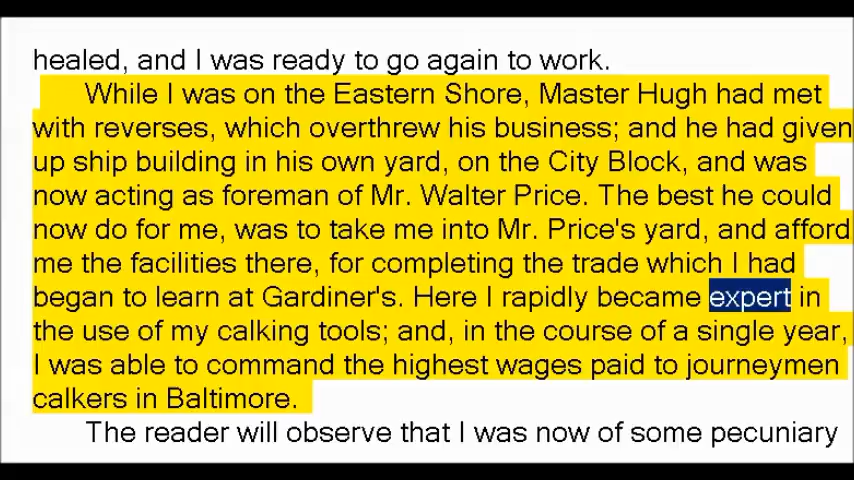 healed, and I was ready to go again to work.
While I was on the Eastern Shore, Master Hugh had met
with reverses, which overthrew his business; and he had given
up ship building in his own yard, on the City Block, and was
now acting as foreman of Mr. Walter Price. The best he could
now do for me, was to take me into Mr. Price's yard, and afford
me the facilities there, for completing the trade which I had
began to learn at Gardiner's. Here I rapidly became expert in
the use of my calking tools; and, in the course of a single year,
I was able to command the highest wages paid to journeymen
calkers in Baltimore.
The reader will observe that I was now of some pecuniary